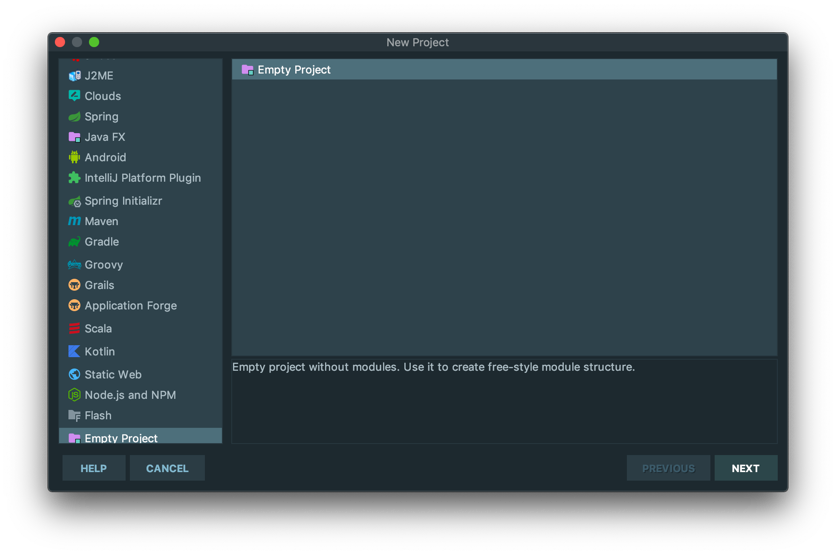 New Project
J2ME
Clouds
Spring
Java FX
Android
IntelliJ Platform Plugin
Spring Initializr
Maven
Gradle
Groovy
Grails
Application Forge
Scala
Kotlin
Static Web
Node.js and NPM
Flash
Empty Project
Empty Project
Empty project without modules. Use it to create free-style module structure.
HELP
CANCEL
PREVIOUS
NEXT